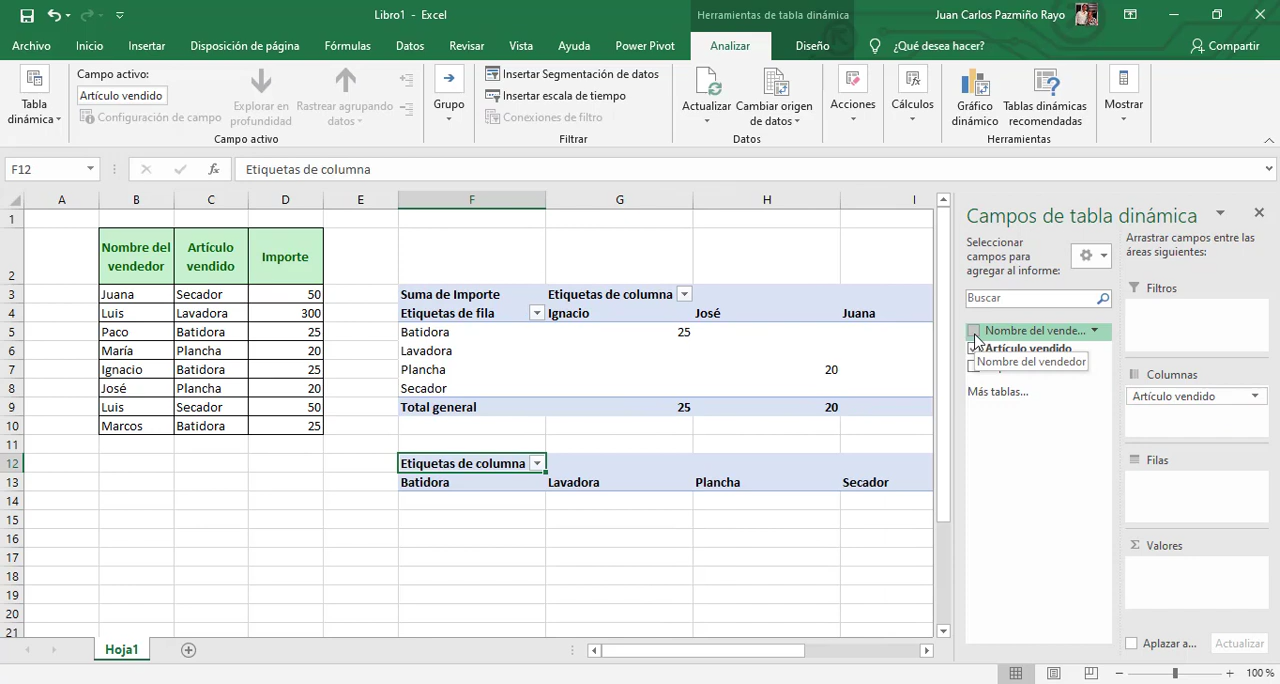 Libro1 - Excel
Herramientas de tabla dinámica
Juan Carlos Pazmiño Rayo
Archivo Inicio Insertar Disposición de página Fórmulas Datos Revisar Vista Ayuda Power Pivot Analizar Diseño ¿Qué desea hacer? Compartir
Tabla
dinámica
Campo activo:
Artículo vendido
Configuración de campo
Explorar en
profundidad
Rastrear agrupando
datos
Campo activo
Grupo
Insertar Segmentación de datos
Insertar escala de tiempo
Conexiones de filtro
Filtrar
Actualizar
Cambiar origen
de datos
Datos
Acciones
Cálculos
Gráfico
dinámico
Tablas dinámicas
recomendadas
Herramientas
Mostrar
F12
fx
Etiquetas de columna
A B C D E F G H I
1
2 Nombre del
vendedor
Artículo
vendido
Importe
3 Juana Secador 50 Suma de Importe Etiquetas de columna
4 Luis Lavadora 300 Etiquetas de fila Ignacio José Juana
5 Paco Batidora 25 Batidora 25
6 María Plancha 20 Lavadora
7 Ignacio Batidora 25 Plancha 20
8 José Plancha 20 Secador
9 Luis Secador 50 Total general 25 20
10 Marcos Batidora 25
11
12 Etiquetas de columna
13 Batidora Lavadora Plancha Secador
14
15
16
17
18
19
20
21
Campos de tabla dinámica
Seleccionar
campos para
agregar al informe:
Buscar
Nombre del vende...
Artículo vendido
Nombre del vendedor
Más tablas...
Arrastrar campos entre las
áreas siguientes:
Filtros
Columnas
Artículo vendido
Filas
Σ Valores
Aplazar a... Actualizar
Hoja1
100 %